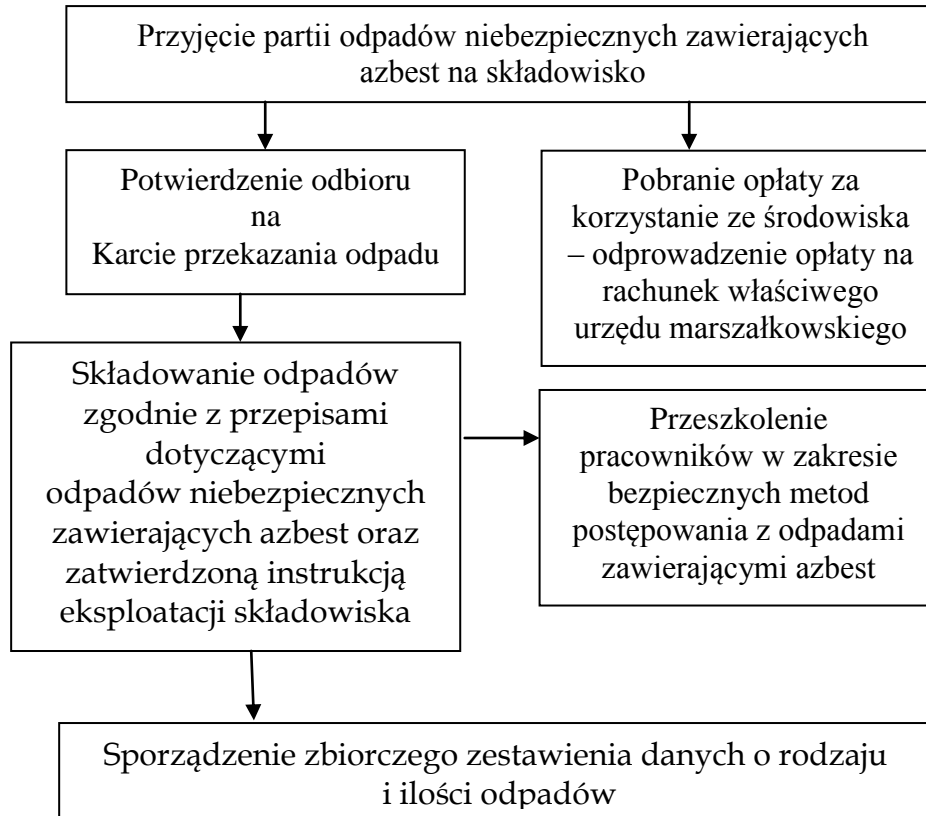 Przyjęcie partii odpadów niebezpiecznych zawierających
azbest na składowisko
Potwierdzenie odbioru
na
Karcie przekazania odpadu
Pobranie opłaty za
korzystanie ze środowiska
– odprowadzenie opłaty na
rachunek właściwego
urzędu marszałkowskiego
Składowanie odpadów
zgodnie z przepisami
dotyczącymi
odpadów niebezpiecznych
zawierających azbest oraz
zatwierdzoną instrukcją
eksploatacji składowiska
Przeszkolenie
pracowników w zakresie
bezpiecznych metod
postępowania z odpadami
zawierającymi azbest
Sporządzenie zbiorczego zestawienia danych o rodzaju
i ilości odpadów